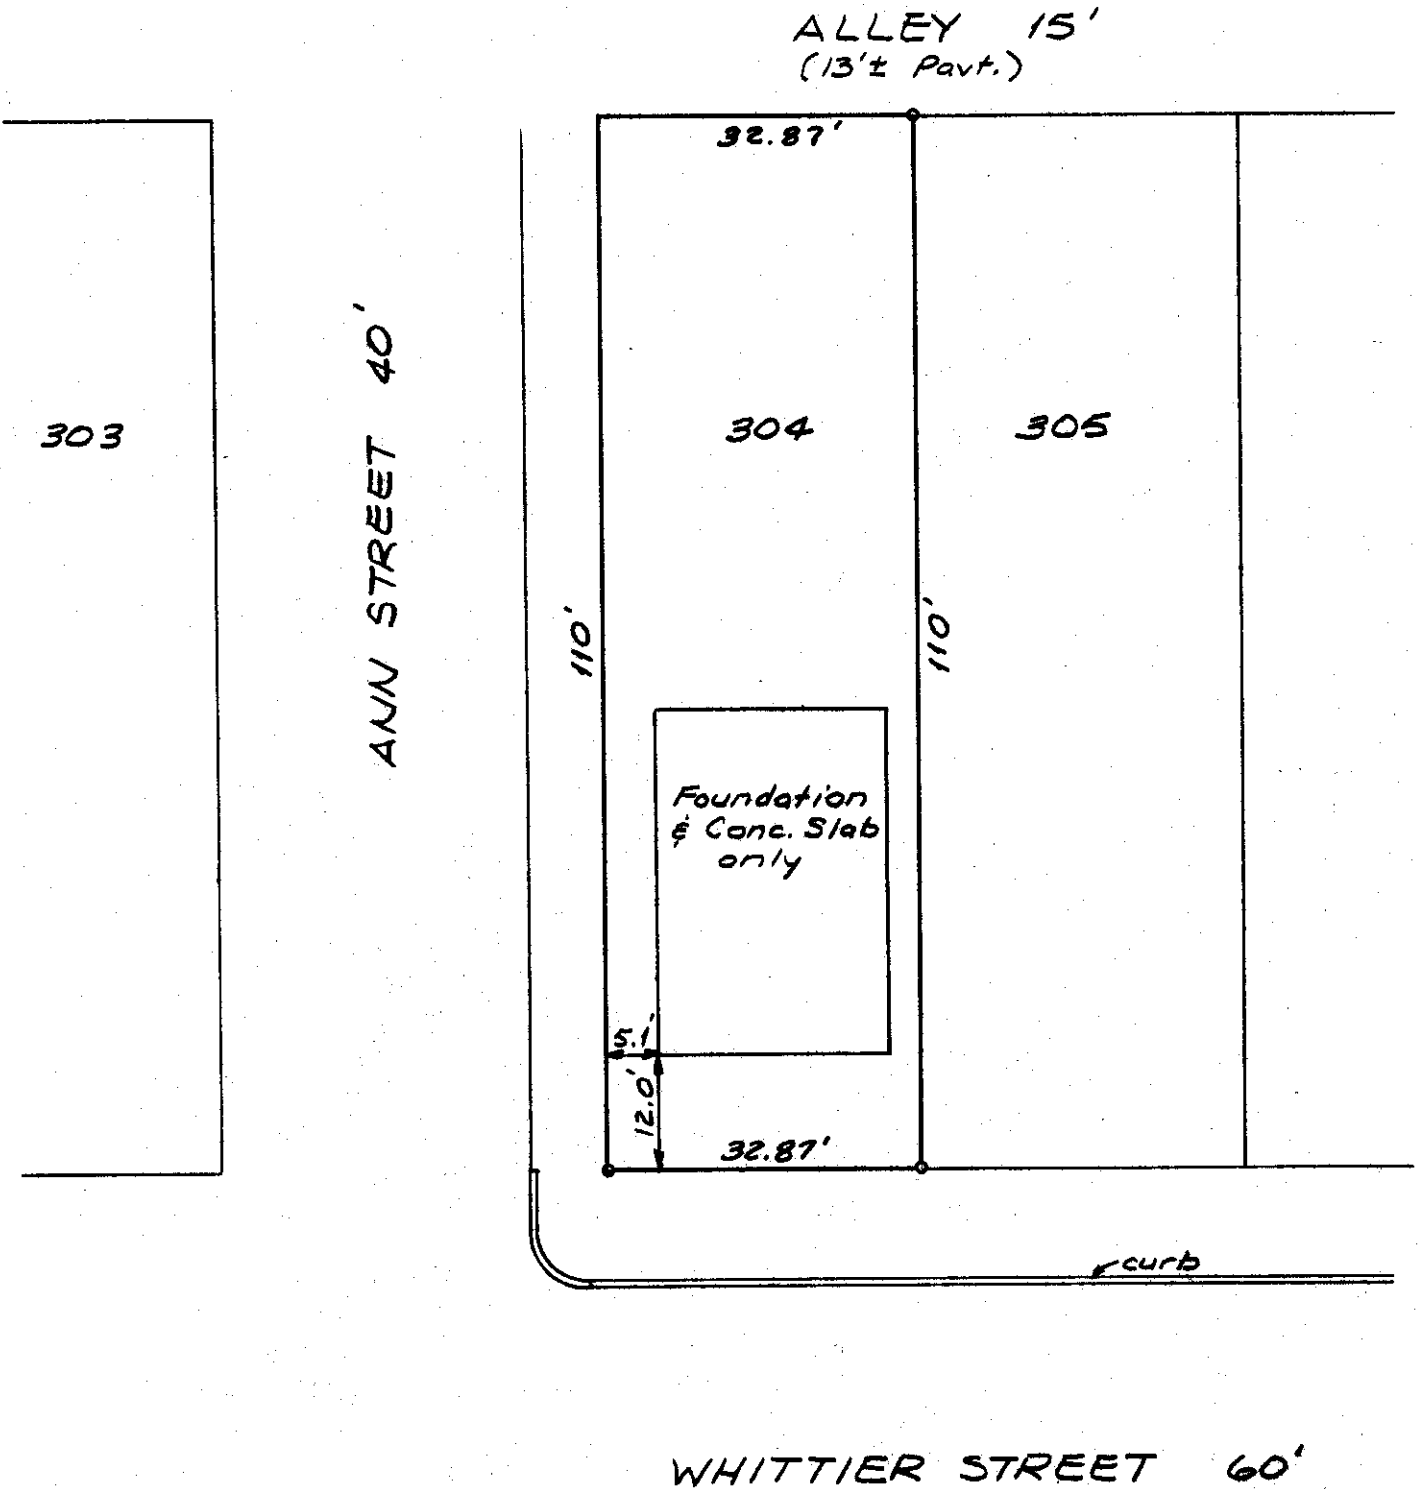 ALLEY 15'
(13'± Pavt.)
32.87'
ANN STREET 40'
303
304
305
110'
110'
Foundation
& Conc. Slab
only
5.1'
12.0'
32.87'
curb
WHITTIER STREET 60'